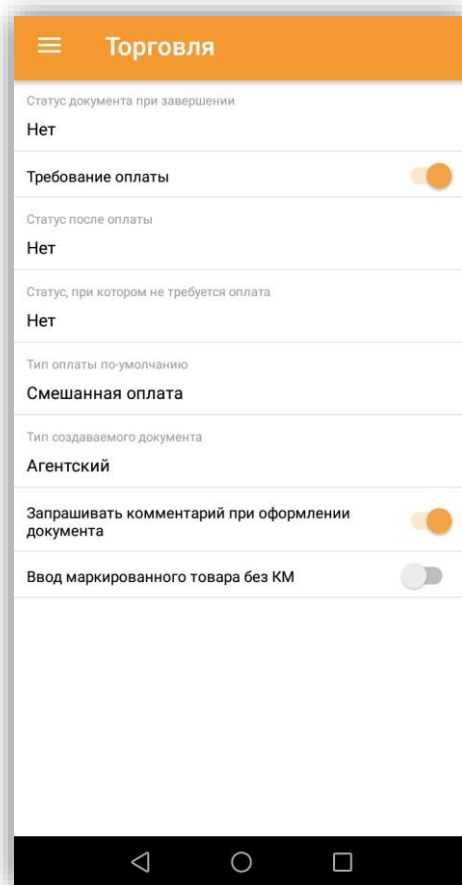 Торговля
Статус документа при завершении
Нет
Требование оплаты
Статус после оплаты
Нет
Статус, при котором не требуется оплата
Нет
Тип оплаты по-умолчанию
Смешанная оплата
Тип создаваемого документа
Агентский
Запрашивать комментарий при оформлении
документа
Ввод маркированного товара без КМ